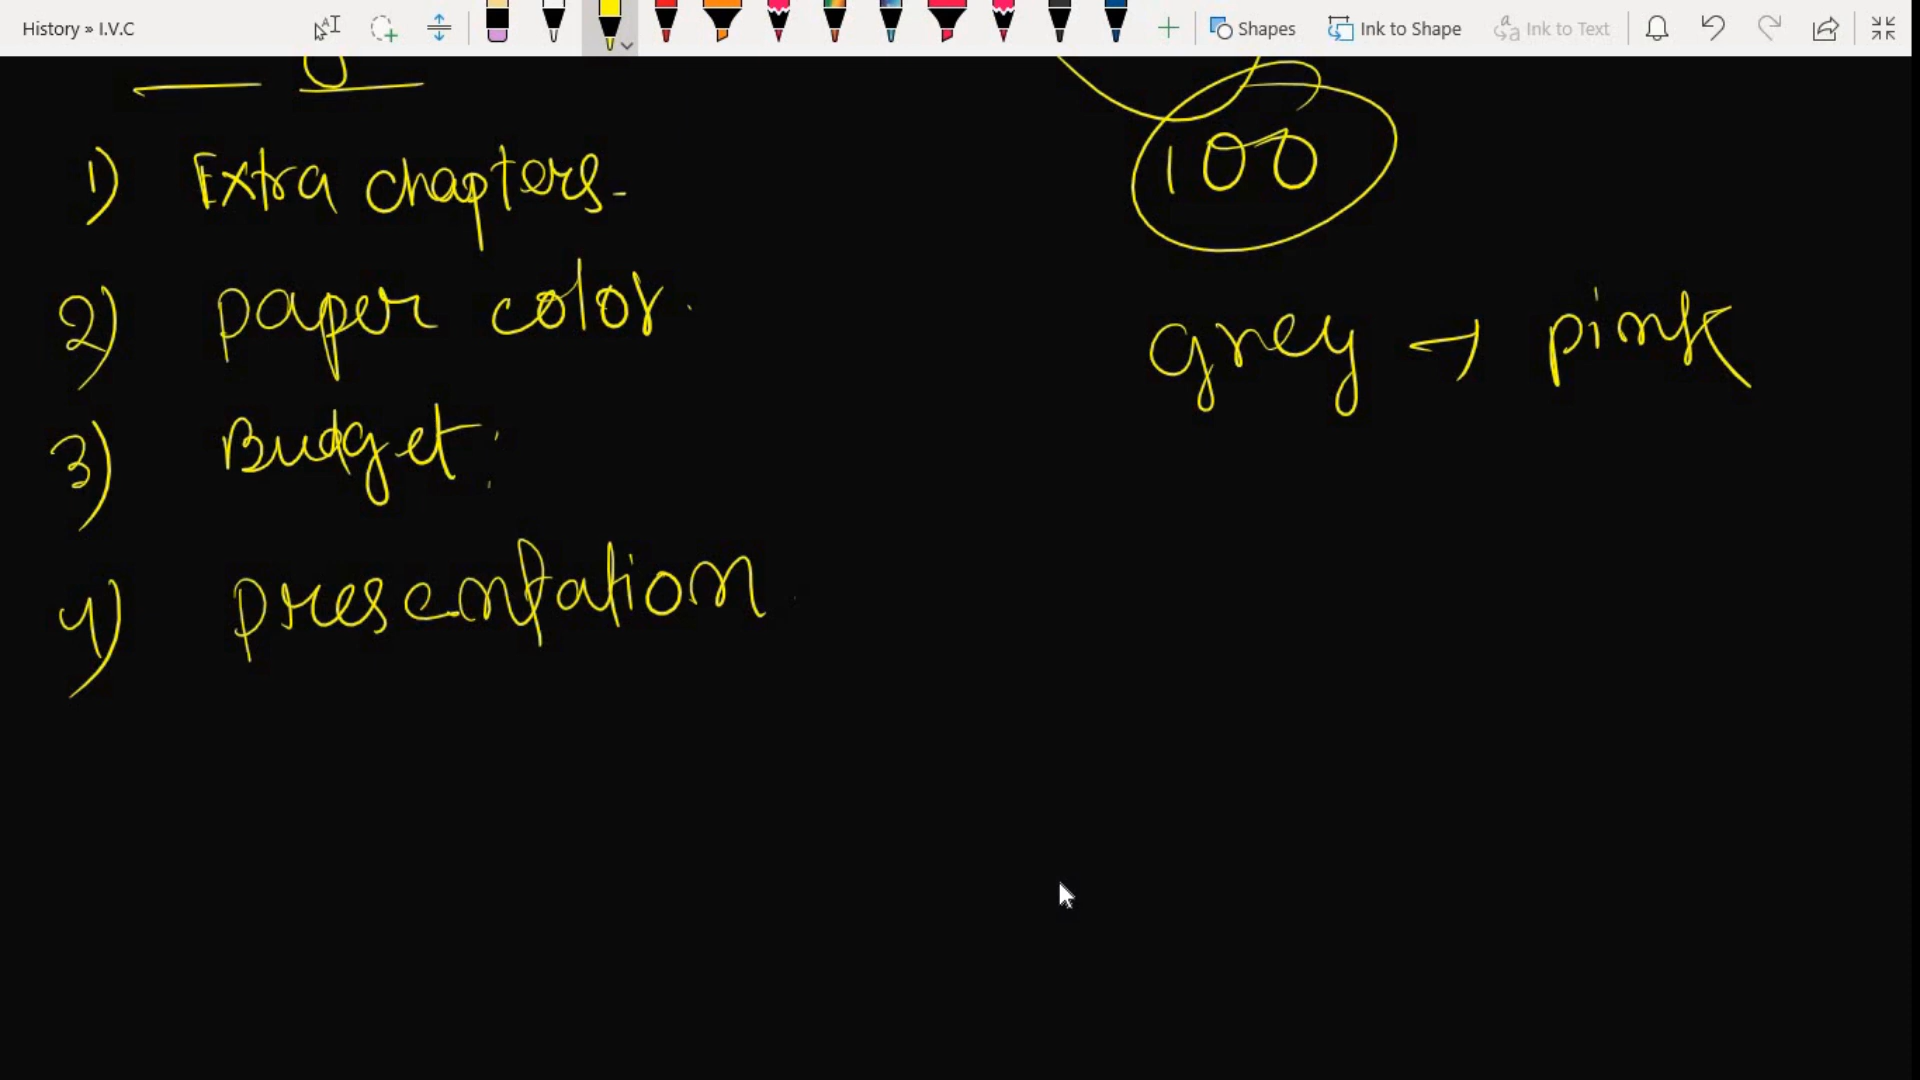 History » I.V.C
Shapes
Ink to Shape
Ink to Text
1) Extra chapters-
100
2) paper color.
grey → pink
3) Budget:
4) presentation